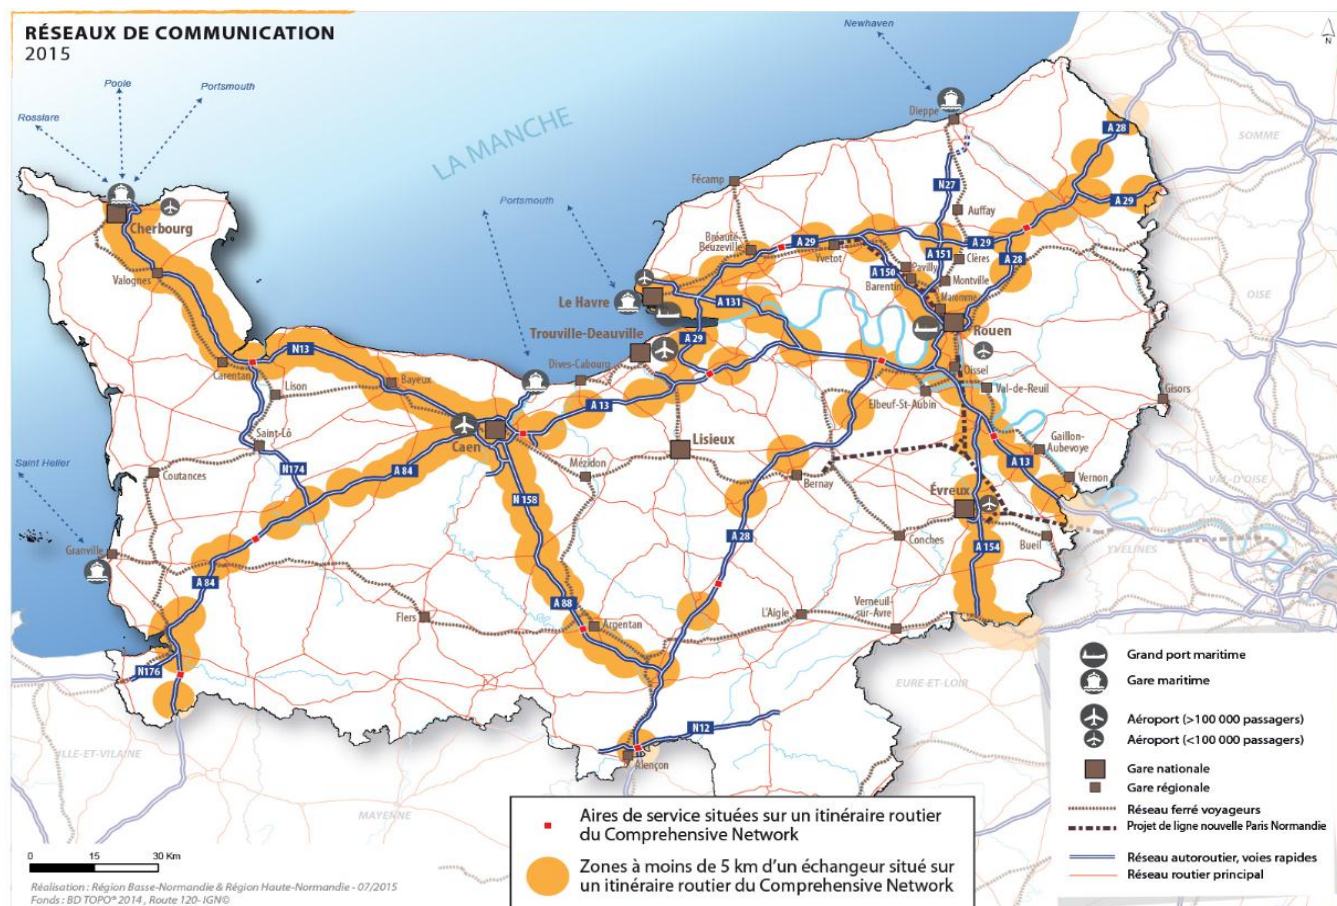 RÉSEAUX DE COMMUNICATION
2015
Newhaven
Poole
Portsmouth
Rosslare
LA MANCHE
Portsmouth
Dieppe
SOMME
A 28
N27
A 29
Fécamp
Auffay
Cherbourg
Bréauté-
Beuzeville
A 29
Yvetot
A 29
A 151
A 28
Clères
Pavilly
A 150
Barentin
Montville
Maromme
OISE
Valognes
Le Havre
A 131
Rouen
Trouville-Deauville
A 29
N13
Carentan
Lison
Bayeux
Dives-Cabourg
Oissel
Val-de-Reuil
Elbeuf-St-Aubin
Gisors
A 13
Caen
Saint-Lô
Lisieux
Gaillon-
Aubevoye
A 13
Saint Helier
Coutances
N174
A 84
Mézidon
Bernay
Vernon
VAL-D'OISE
N 158
Évreux
A 28
Conches
A 154
Bueil
YVELINES
Granville
A 84
A 88
Flers
Argentan
L'Aigle
Verneuil-
sur-Avre
N176
EURE-ET-LOIR
N12
Alençon
ILLE-ET-VILAINE
MAYENNE
Grand port maritime
Gare maritime
Aéroport (>100 000 passagers)
Aéroport (<100 000 passagers)
Gare nationale
Gare régionale
Réseau ferré voyageurs
Projet de ligne nouvelle Paris Normandie
Réseau autoroutier, voies rapides
Réseau routier principal
Aires de service situées sur un itinéraire routier
du Comprehensive Network
Zones à moins de 5 km d'un échangeur situé sur
un itinéraire routier du Comprehensive Network
0 15 30 Km
Réalisation : Région Basse-Normandie & Région Haute-Normandie - 07/2015
Fonds : BD TOPO® 2014 , Route 120- IGN©
N